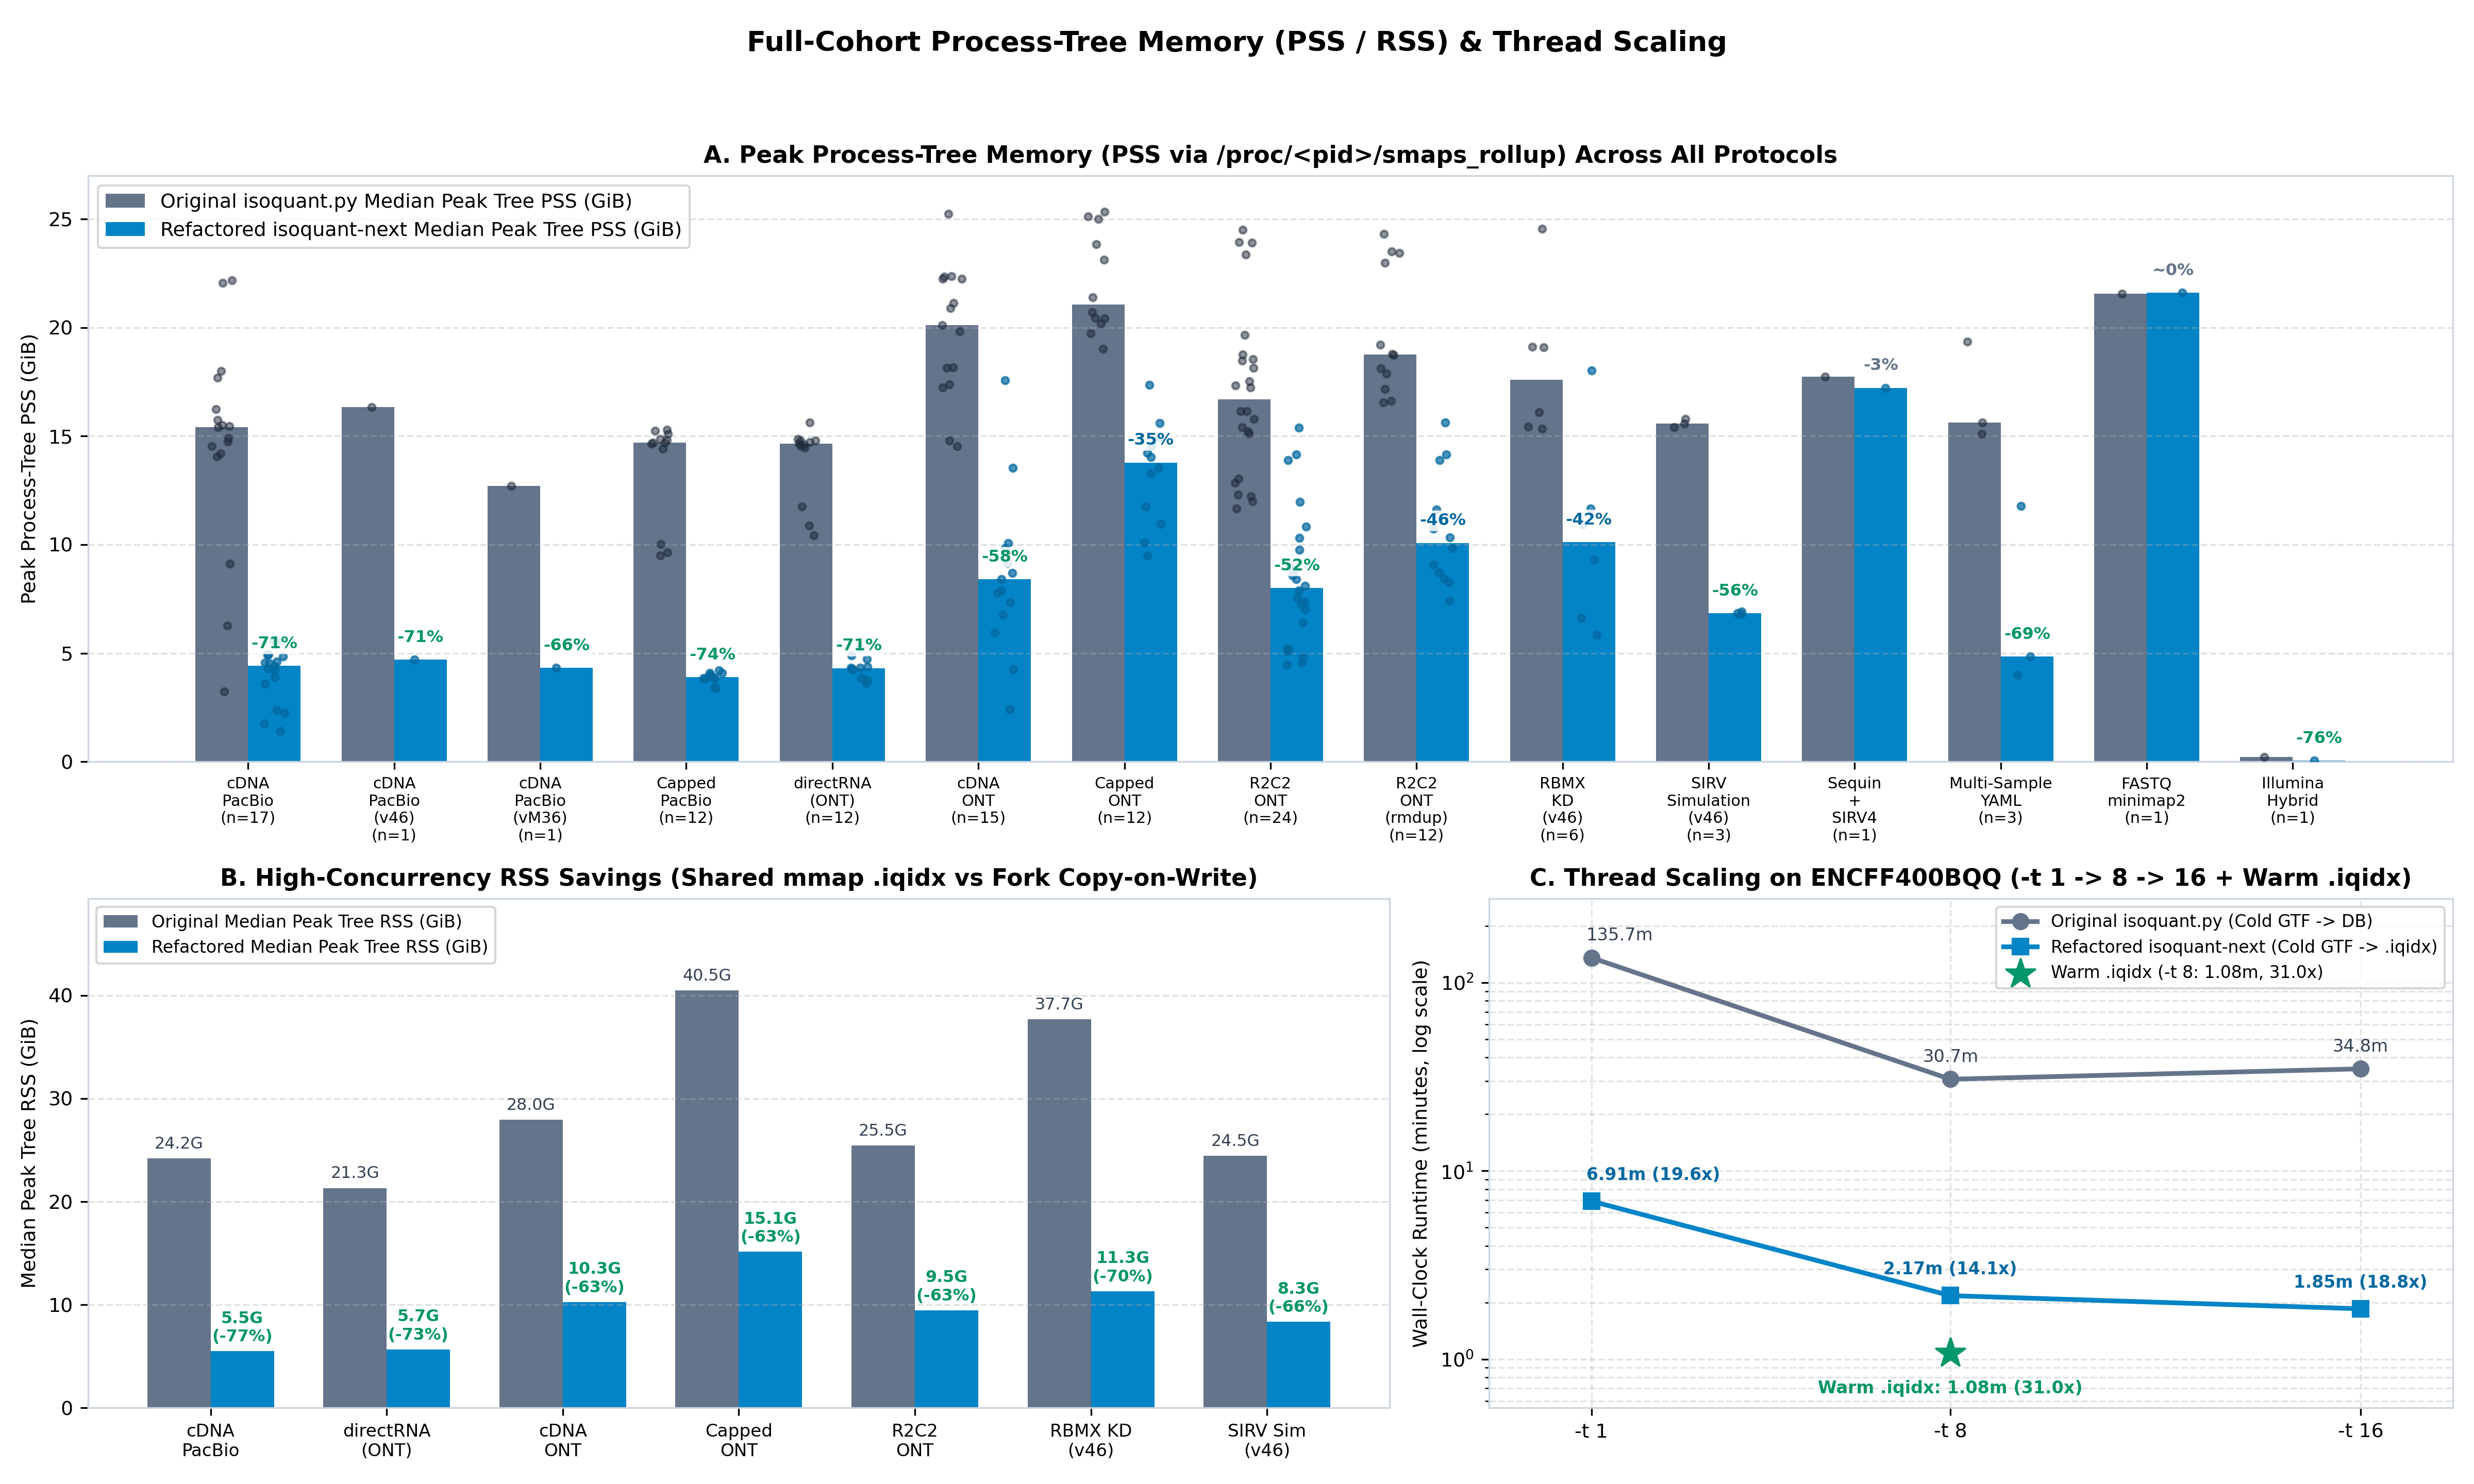 Full-Cohort Process-Tree Memory (PSS / RSS) & Thread Scaling
A. Peak Process-Tree Memory (PSS via /proc/<pid>/smaps_rollup) Across All Protocols
Original isoquant.py Median Peak Tree PSS (GiB)
Refactored isoquant-next Median Peak Tree PSS (GiB)
Peak Process-Tree PSS (GiB)
25
20
15
10
5
0
-71%
-71%
-66%
-74%
-71%
-58%
-35%
-52%
-46%
-42%
-56%
-3%
-69%
~0%
-76%
cDNA
PacBio
(n=17)
cDNA
PacBio
(v46)
(n=1)
cDNA
PacBio
(vM36)
(n=1)
Capped
PacBio
(n=12)
directRNA
(ONT)
(n=12)
cDNA
ONT
(n=15)
Capped
ONT
(n=12)
R2C2
ONT
(n=24)
R2C2
ONT
(rmdup)
(n=12)
RBMX
KD
(v46)
(n=6)
SIRV
Simulation
(v46)
(n=3)
Sequin
+
SIRV4
(n=1)
Multi-Sample
YAML
(n=3)
FASTQ
minimap2
(n=1)
Illumina
Hybrid
(n=1)
B. High-Concurrency RSS Savings (Shared mmap .iqidx vs Fork Copy-on-Write)
Original Median Peak Tree RSS (GiB)
Refactored Median Peak Tree RSS (GiB)
Median Peak Tree RSS (GiB)
40
30
20
10
0
24.2G
5.5G
(-77%)
21.3G
5.7G
(-73%)
28.0G
10.3G
(-63%)
40.5G
15.1G
(-63%)
25.5G
9.5G
(-63%)
37.7G
11.3G
(-70%)
24.5G
8.3G
(-66%)
cDNA
PacBio
directRNA
(ONT)
cDNA
ONT
Capped
ONT
R2C2
ONT
RBMX KD
(v46)
SIRV Sim
(v46)
C. Thread Scaling on ENCFF400BQQ (-t 1 -> 8 -> 16 + Warm .iqidx)
Original isoquant.py (Cold GTF -> DB)
Refactored isoquant-next (Cold GTF -> .iqidx)
Warm .iqidx (-t 8: 1.08m, 31.0x)
Wall-Clock Runtime (minutes, log scale)
10²
10¹
10⁰
135.7m
30.7m
34.8m
6.91m (19.6x)
2.17m (14.1x)
1.85m (18.8x)
Warm .iqidx: 1.08m (31.0x)
-t 1
-t 8
-t 16